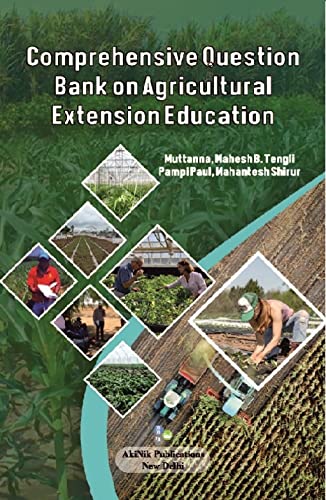 Comprehensive Question
Bank on Agricultural
Extension Education
Muttanna, Mahesh B. Tengli
Pampi Paul, Mahantesh Shirur
AkiNik Publications
New Delhi